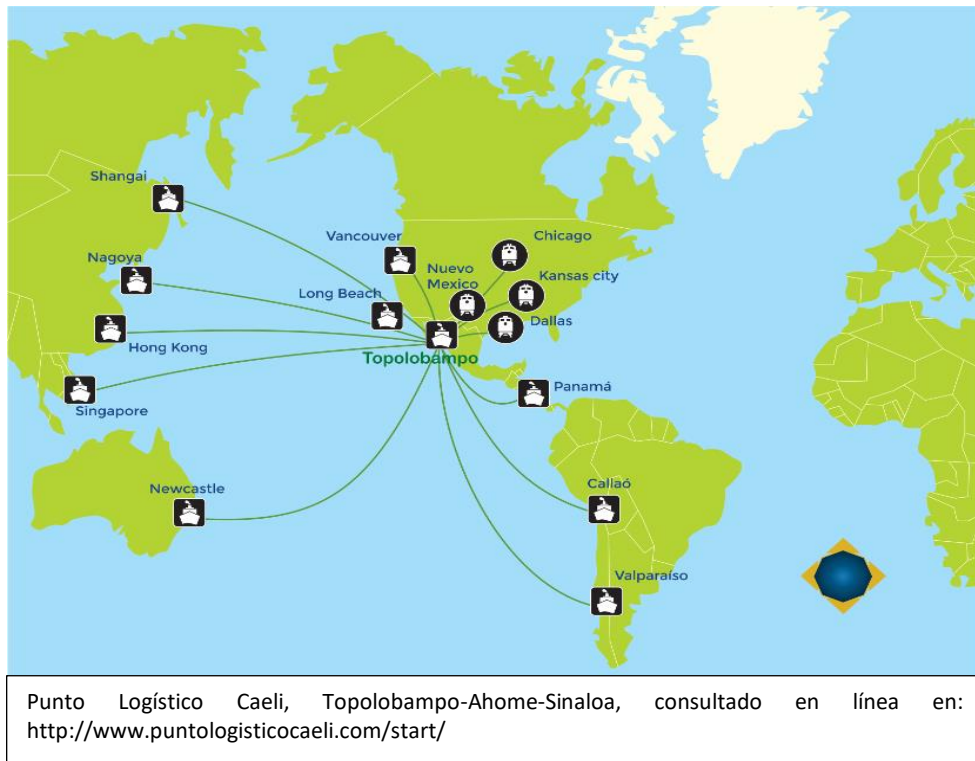 Shangai
Vancouver
Chicago
Nagoya
Nuevo
Mexico
Kansas city
Long Beach
Dallas
Hong Kong
Topolobampo
Panamá
Singapore
Newcastle
Callaó
Valparaíso
Punto Logístico Caeli, Topolobampo-Ahome-Sinaloa, consultado en línea en:
http://www.puntologisticocaeli.com/start/